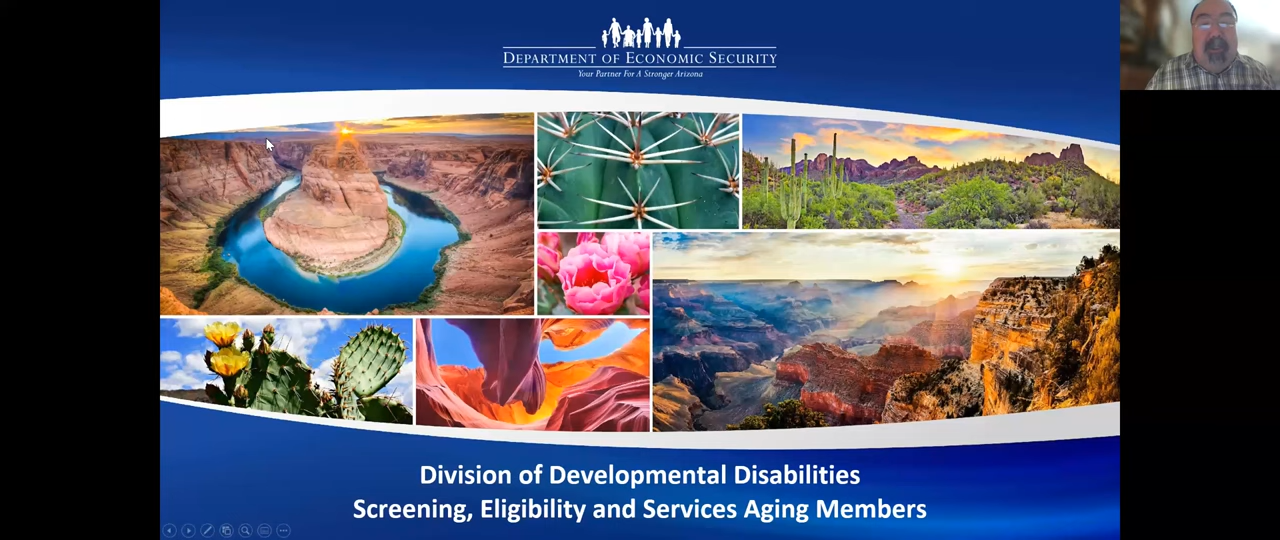 DEPARTMENT OF ECONOMIC SECURITY
Your Partner For A Stronger Arizona
Division of Developmental Disabilities
Screening, Eligibility and Services Aging Members